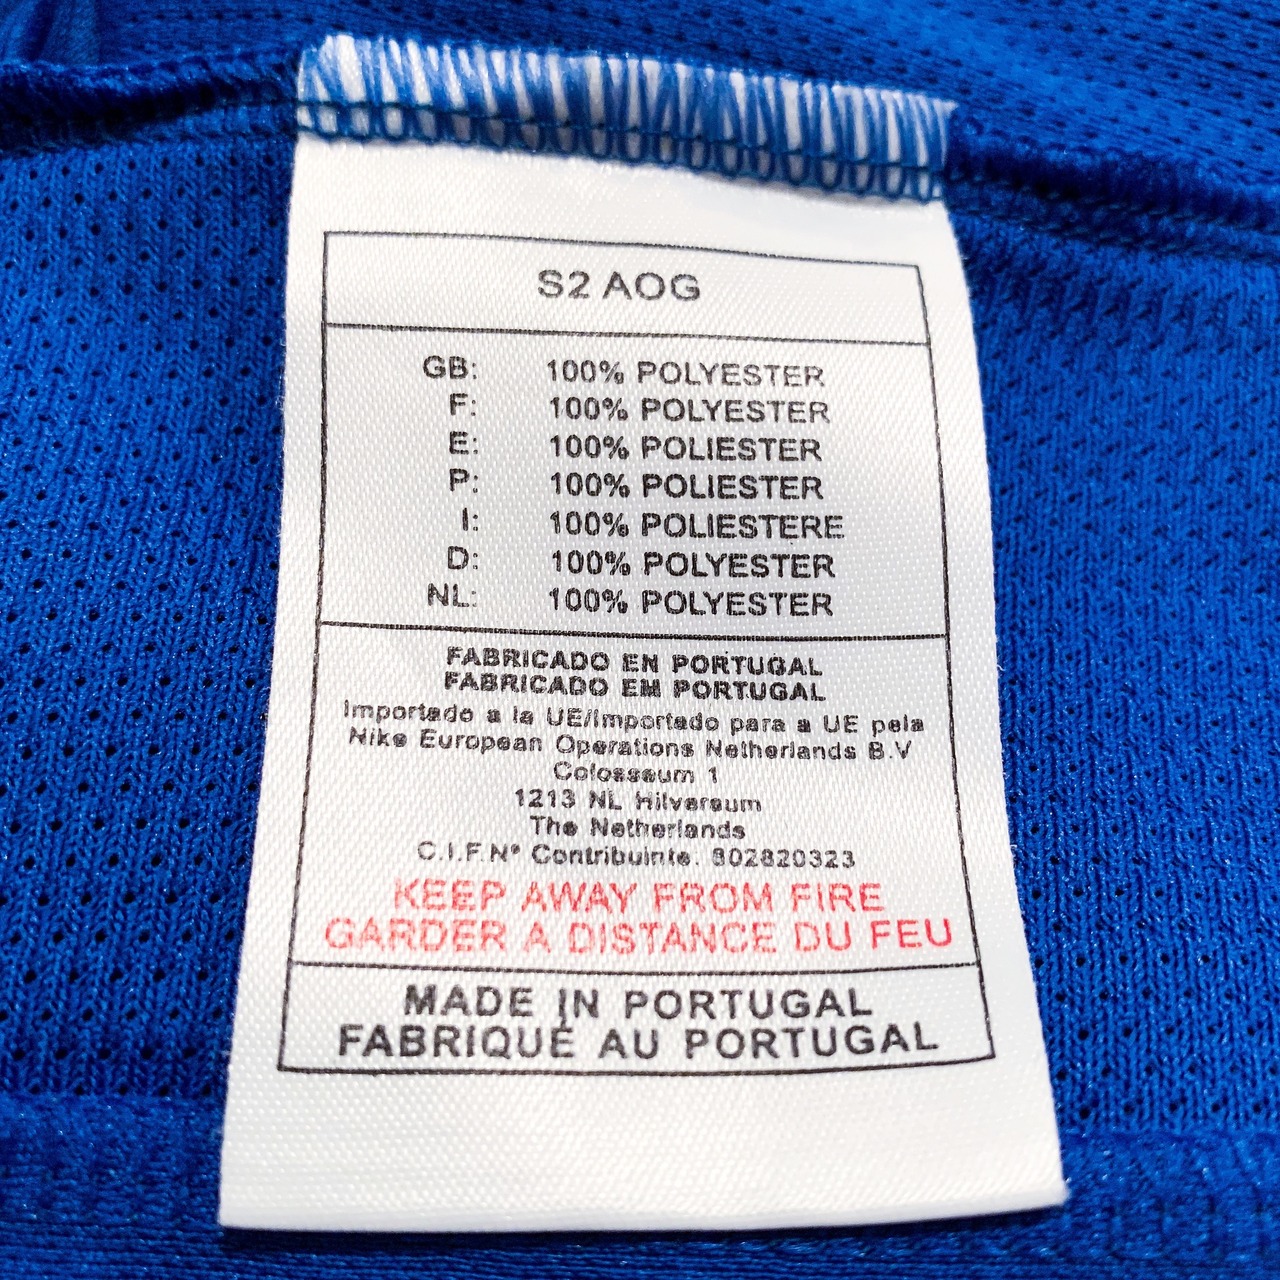 S2 AOG
GB: 100% POLYESTER
F: 100% POLYESTER
E: 100% POLIESTER
P: 100% POLIESTER
I: 100% POLIESTERE
D: 100% POLYESTER
NL: 100% POLYESTER
FABRICADO EN PORTUGAL
FABRICADO EM PORTUGAL
Importado a la UE/Importado para a UE pela
Nike European Operations Netherlands B.V
Colosseum 1
1213 NL Hilversum
The Netherlands
C.I.F.Nº Contribuinte. 802820323
KEEP AWAY FROM FIRE
GARDER A DISTANCE DU FEU
MADE IN PORTUGAL
FABRIQUÉ AU PORTUGAL